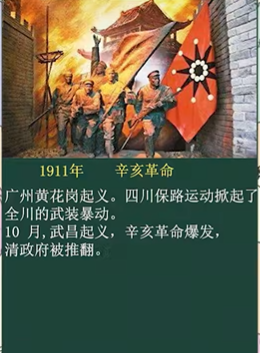 1911年 辛亥革命
广州黄花岗起义。四川保路运动掀起了
全川的武装暴动。
10 月,武昌起义，辛亥革命爆发，
清政府被推翻。